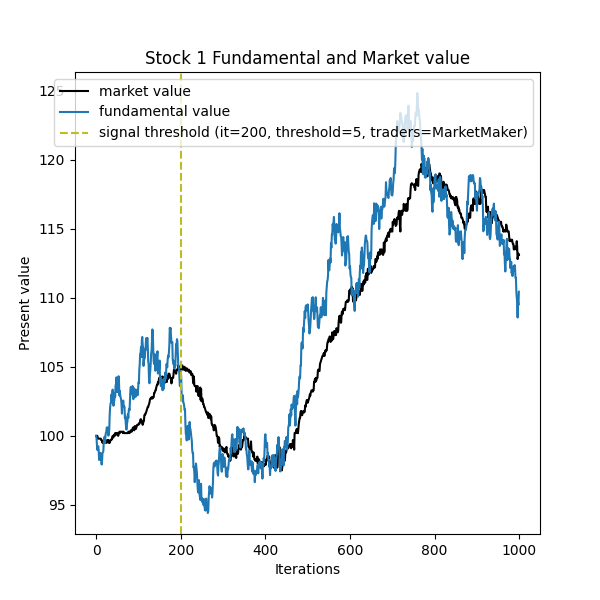 Stock 1 Fundamental and Market value
125
market value
fundamental value
signal threshold (it=200, threshold=5, traders=MarketMaker)
120
115
110
105
100
95
Present value
0 200 400 600 800 1000
Iterations